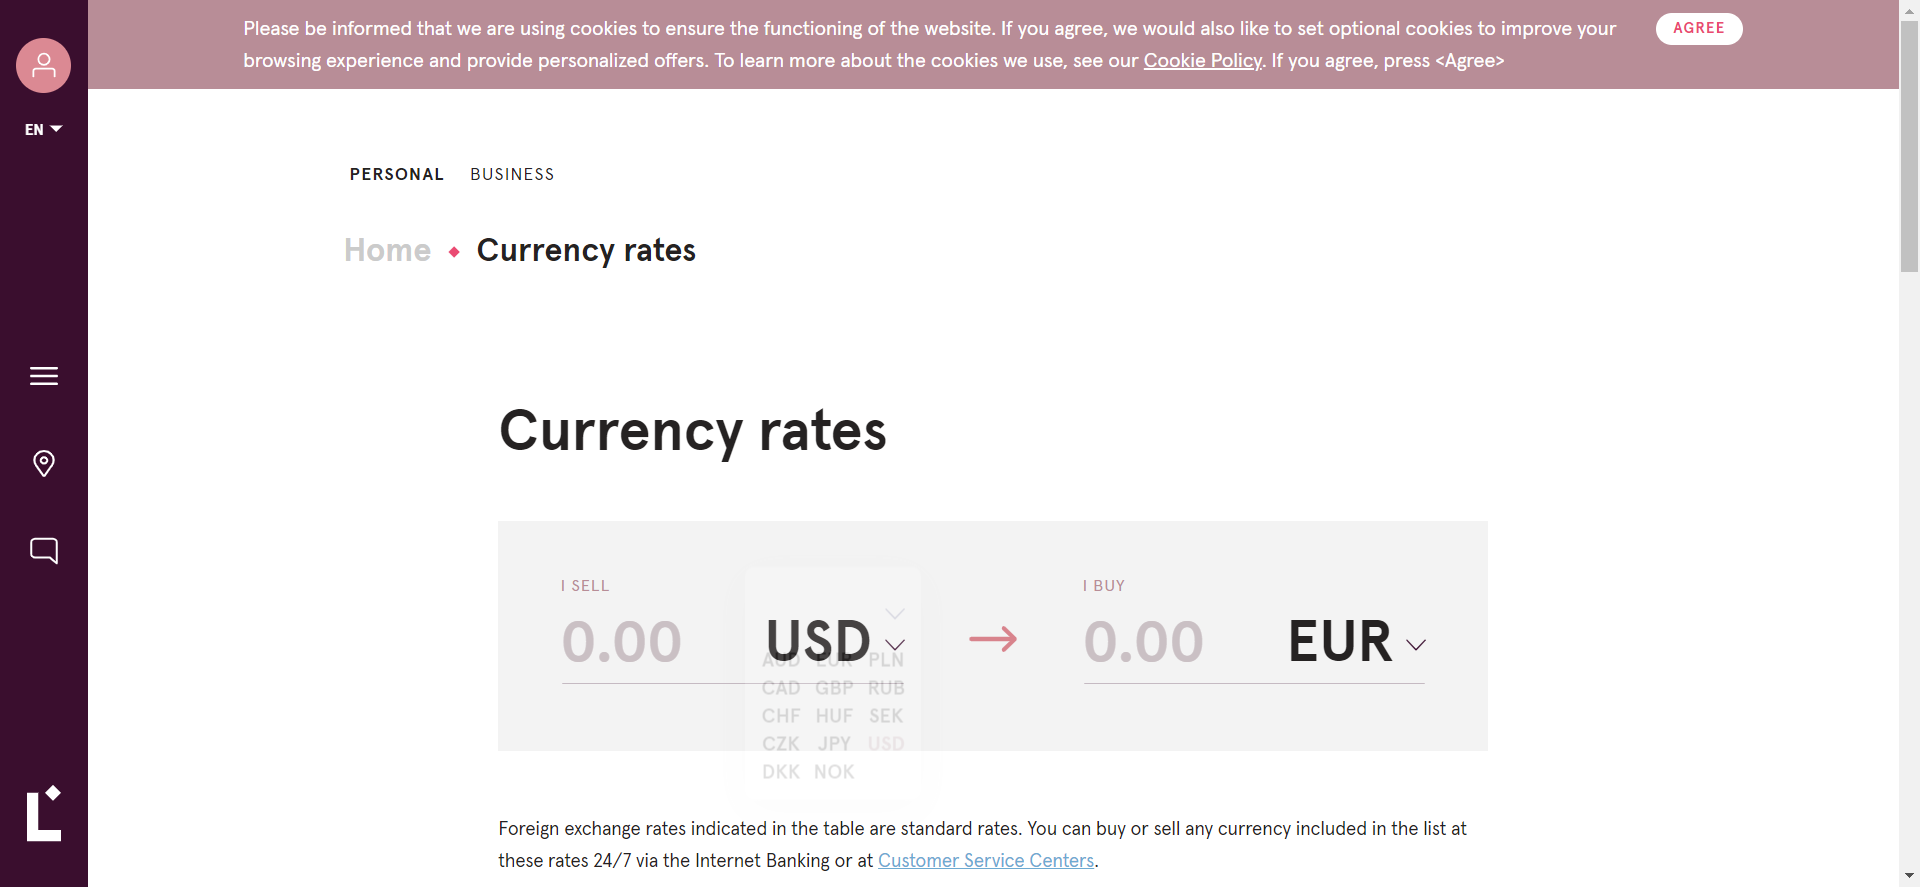 Please be informed that we are using cookies to ensure the functioning of the website. If you agree, we would also like to set optional cookies to improve your
browsing experience and provide personalized offers. To learn more about the cookies we use, see our Cookie Policy. If you agree, press <Agree>
AGREE
EN
PERSONAL BUSINESS
Home Currency rates
Currency rates
I SELL
0.00 USD
I BUY
0.00 EUR
AUD EUR PLN
CAD GBP RUB
CHF HUF SEK
CZK JPY USD
DKK NOK
Foreign exchange rates indicated in the table are standard rates. You can buy or sell any currency included in the list at
these rates 24/7 via the Internet Banking or at Customer Service Centers.
L